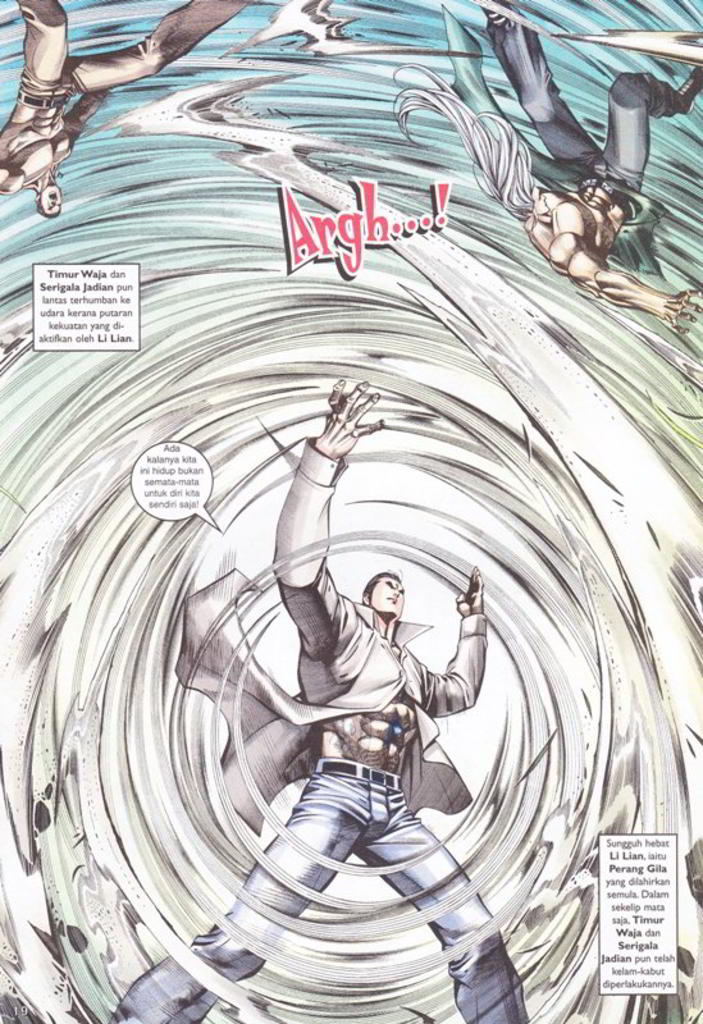 Argh....!
Timur Waja dan
Serigala Jadian pun
lantas terhumban ke
udara kerana putaran
kekuatan yang di-
aktifkan oleh Li Lian.
Ada
kalanya kita
ini hidup bukan
semata-mata
untuk diri kita
sendiri saja!
Sungguh hebat
Li Lian, iaitu
Perang Gila
yang dilahirkan
semula. Dalam
sekelip mata
saja, Timur
Waja dan
Serigala
Jadian pun telah
kelam-kabut
diperlakukannya.
19